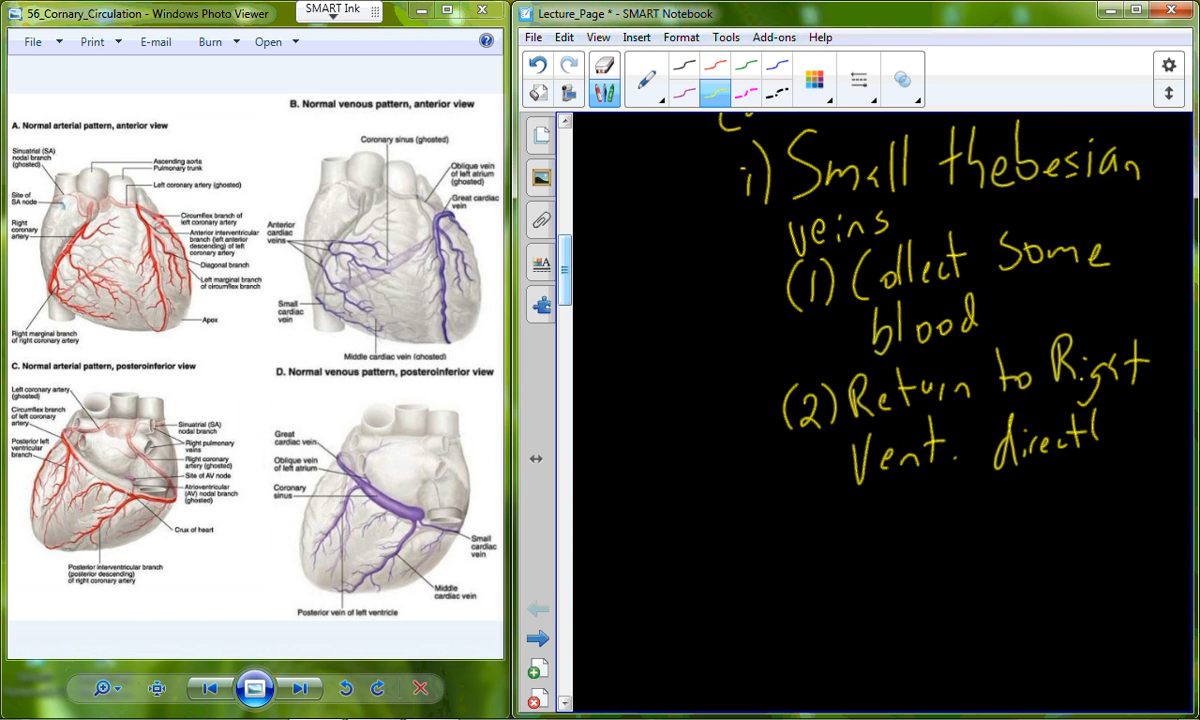 56_Cornary_Circulation - Windows Photo Viewer
SMART Ink
File Print E-mail Burn Open
B. Normal venous pattern, anterior view
A. Normal arterial pattern, anterior view
Sinuatrial (SA)
nodal branch
(ghosted)
Ascending aorta
Pulmonary trunk
Left coronary artery (ghosted)
Site of
SA node
Right
coronary
artery
Circumflex branch of
left coronary artery
Anterior interventricular
branch (left anterior
descending) of left
coronary artery
Diagonal branch
Left marginal branch
of circumflex branch
Apex
Right marginal branch
of right coronary artery
Coronary sinus (ghosted)
Oblique vein
of left atrium
(ghosted)
Great cardiac
vein
Anterior
cardiac
veins
Small
cardiac
vein
Middle cardiac vein (ghosted)
C. Normal arterial pattern, posteroinferior view
Left coronary artery
(ghosted)
Circumflex branch
of left coronary
artery
Posterior left
ventricular
branch
Sinuatrial (SA)
nodal branch
Right pulmonary
veins
Right coronary
artery (ghosted)
Site of AV node
Atrioventricular
(AV) nodal branch
(ghosted)
Crux of heart
Posterior interventricular branch
(posterior descending)
of right coronary artery
D. Normal venous pattern, posteroinferior view
Great
cardiac vein
Oblique vein
of left atrium
Coronary
sinus
Small
cardiac
vein
Middle
cardiac vein
Posterior vein of left ventricle
Lecture_Page * - SMART Notebook
File Edit View Insert Format Tools Add-ons Help
i) Small thebesian
veins
(1) Collect some
blood
(2) Return to Right
Vent. directl